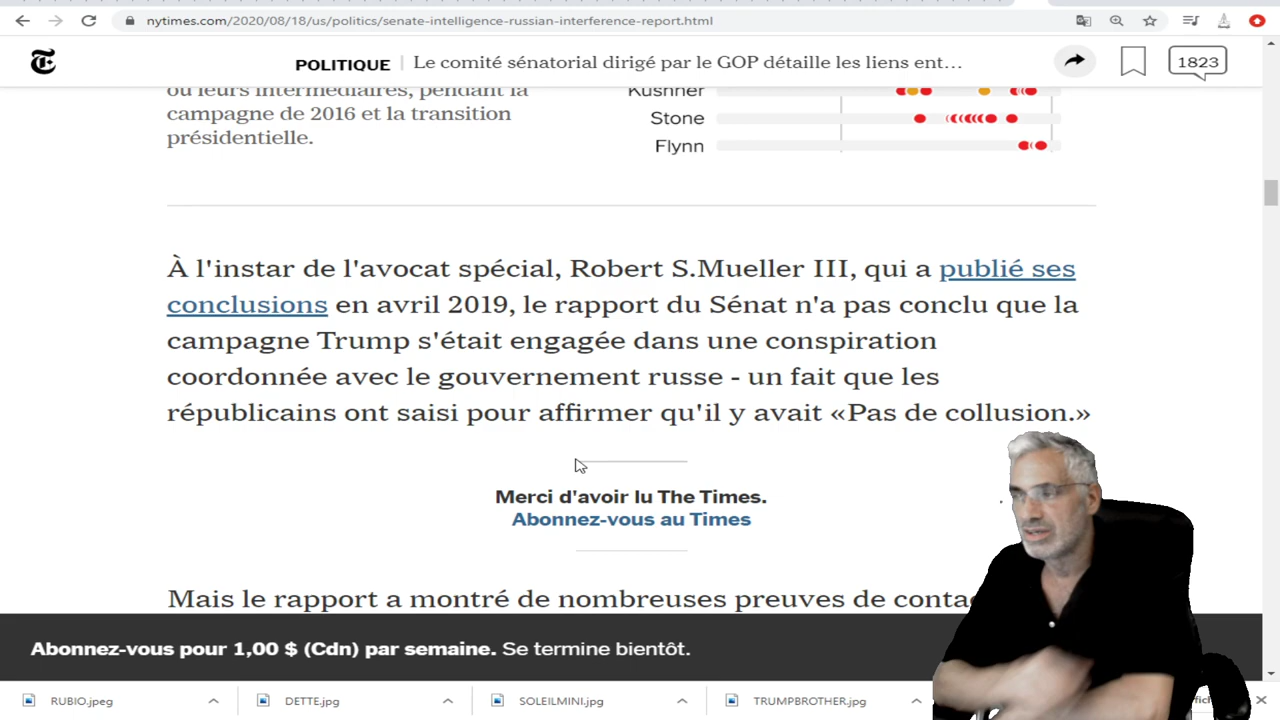 nytimes.com/2020/08/18/us/politics/senate-intelligence-russian-interference-report.html
POLITIQUE | Le comité sénatorial dirigé par le GOP détaille les liens ent…
1823
ou leurs intermédiaires, pendant la
campagne de 2016 et la transition
présidentielle.
Kushner
Stone
Flynn
À l'instar de l'avocat spécial, Robert S.Mueller III, qui a publié ses
conclusions en avril 2019, le rapport du Sénat n'a pas conclu que la
campagne Trump s'était engagée dans une conspiration
coordonnée avec le gouvernement russe - un fait que les
républicains ont saisi pour affirmer qu'il y avait «Pas de collusion.»
Merci d'avoir lu The Times.
Abonnez-vous au Times
Mais le rapport a montré de nombreuses preuves de
Abonnez-vous pour 1,00 $ (Cdn) par semaine. Se termine bientôt.
RUBIO.jpeg
DETTE.jpg
SOLEILMINI.jpg
TRUMPBROTHER.jpg